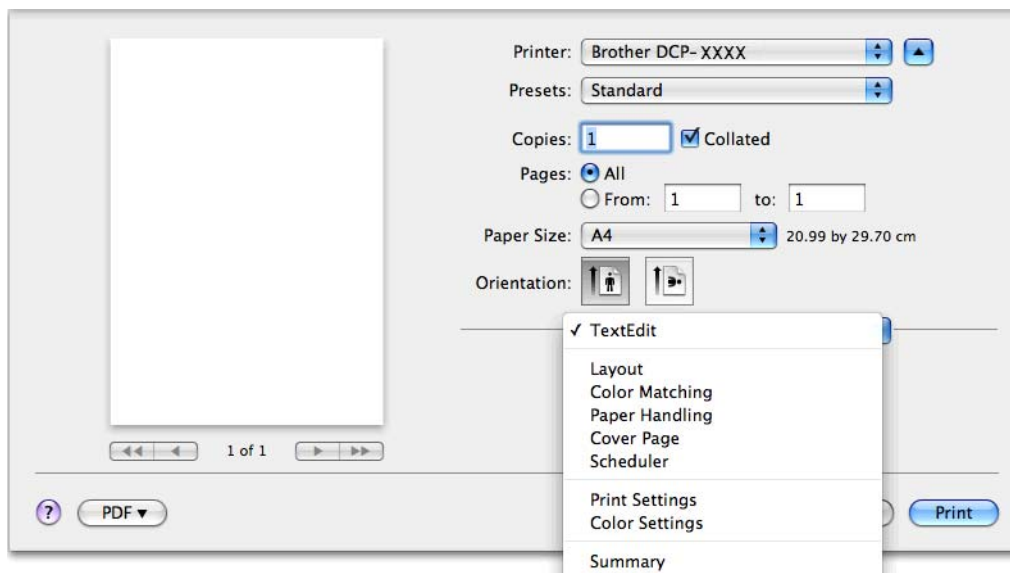 Printer: Brother DCP- XXXX
Presets: Standard
Copies: 1 Collated
Pages: All
From: 1 to: 1
Paper Size: A4 20.99 by 29.70 cm
Orientation:
TextEdit
Layout
Color Matching
Paper Handling
Cover Page
Scheduler
Print Settings
Color Settings
Summary
1 of 1
? PDF Print